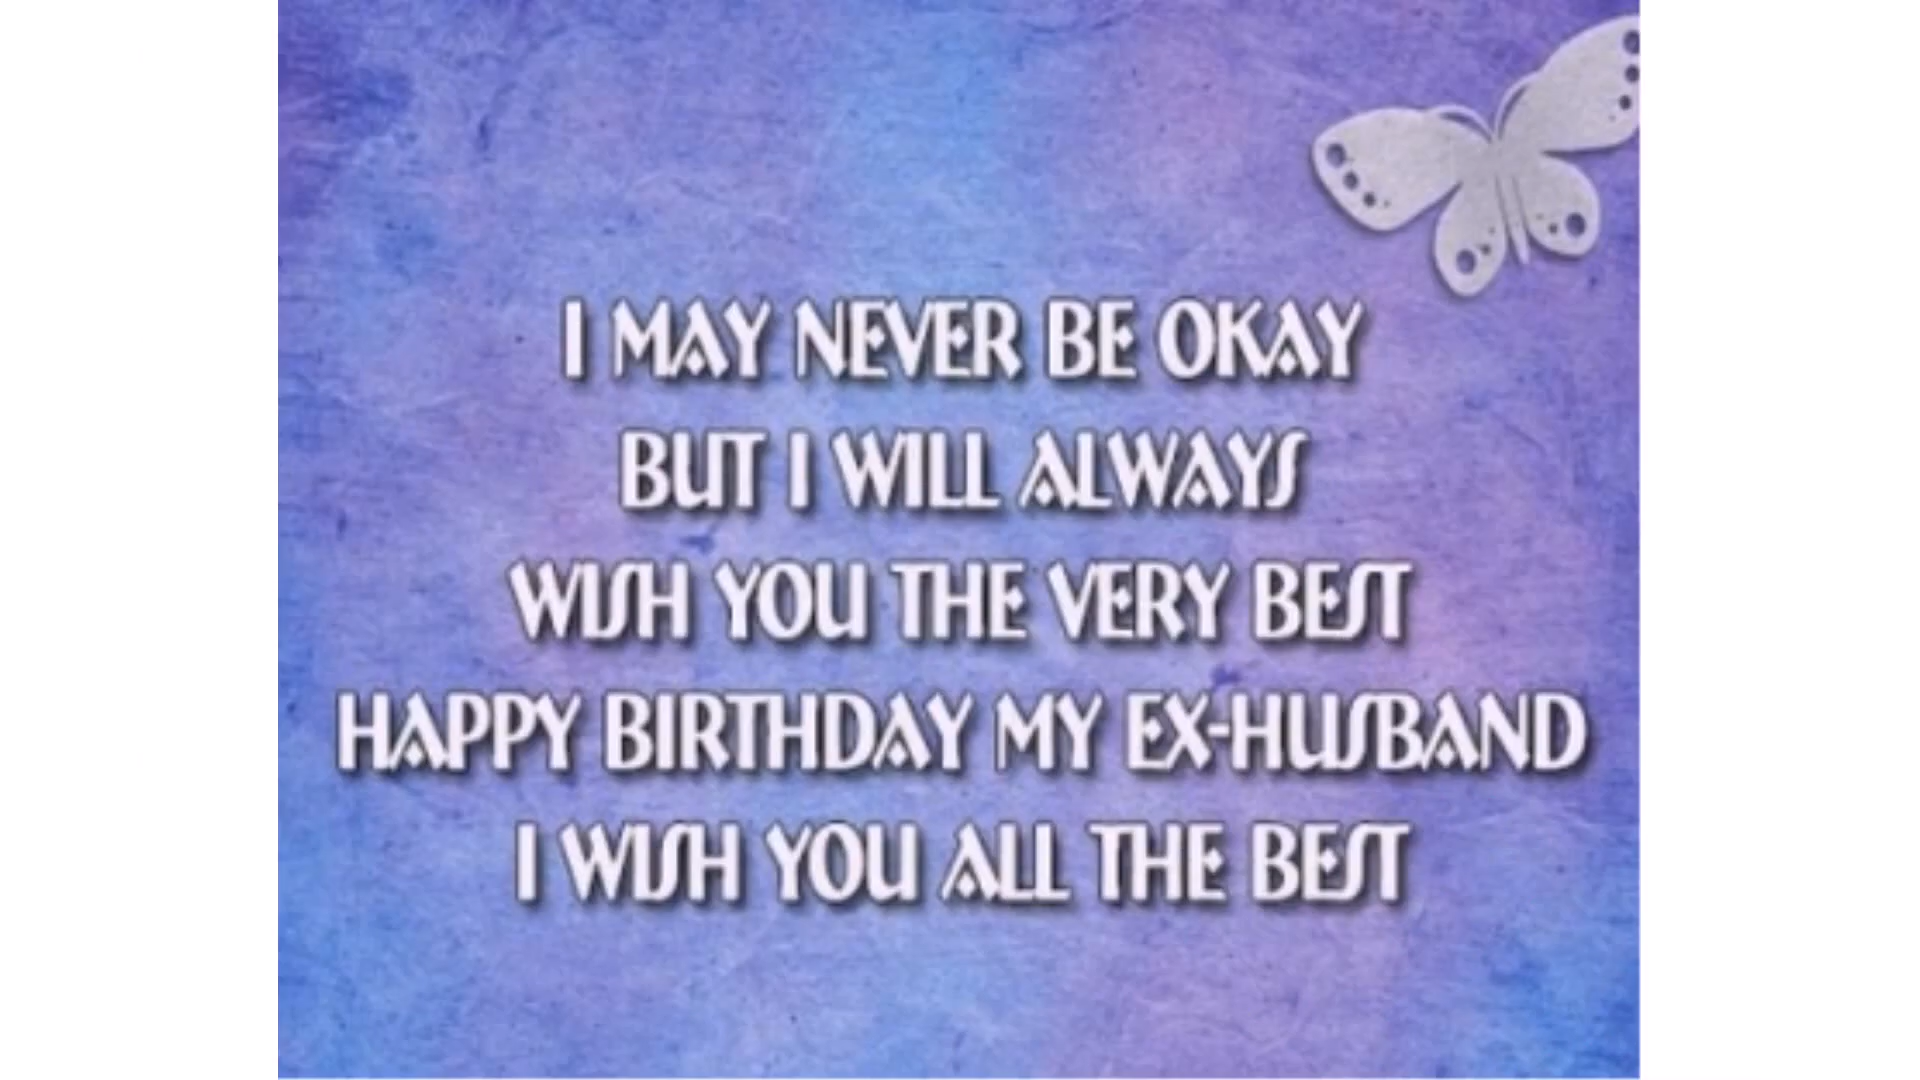 I MAY NEVER BE OKAY
BUT I WILL ALWAYS
WISH YOU THE VERY BEST
HAPPY BIRTHDAY MY EX-HUSBAND
I WISH YOU ALL THE BEST